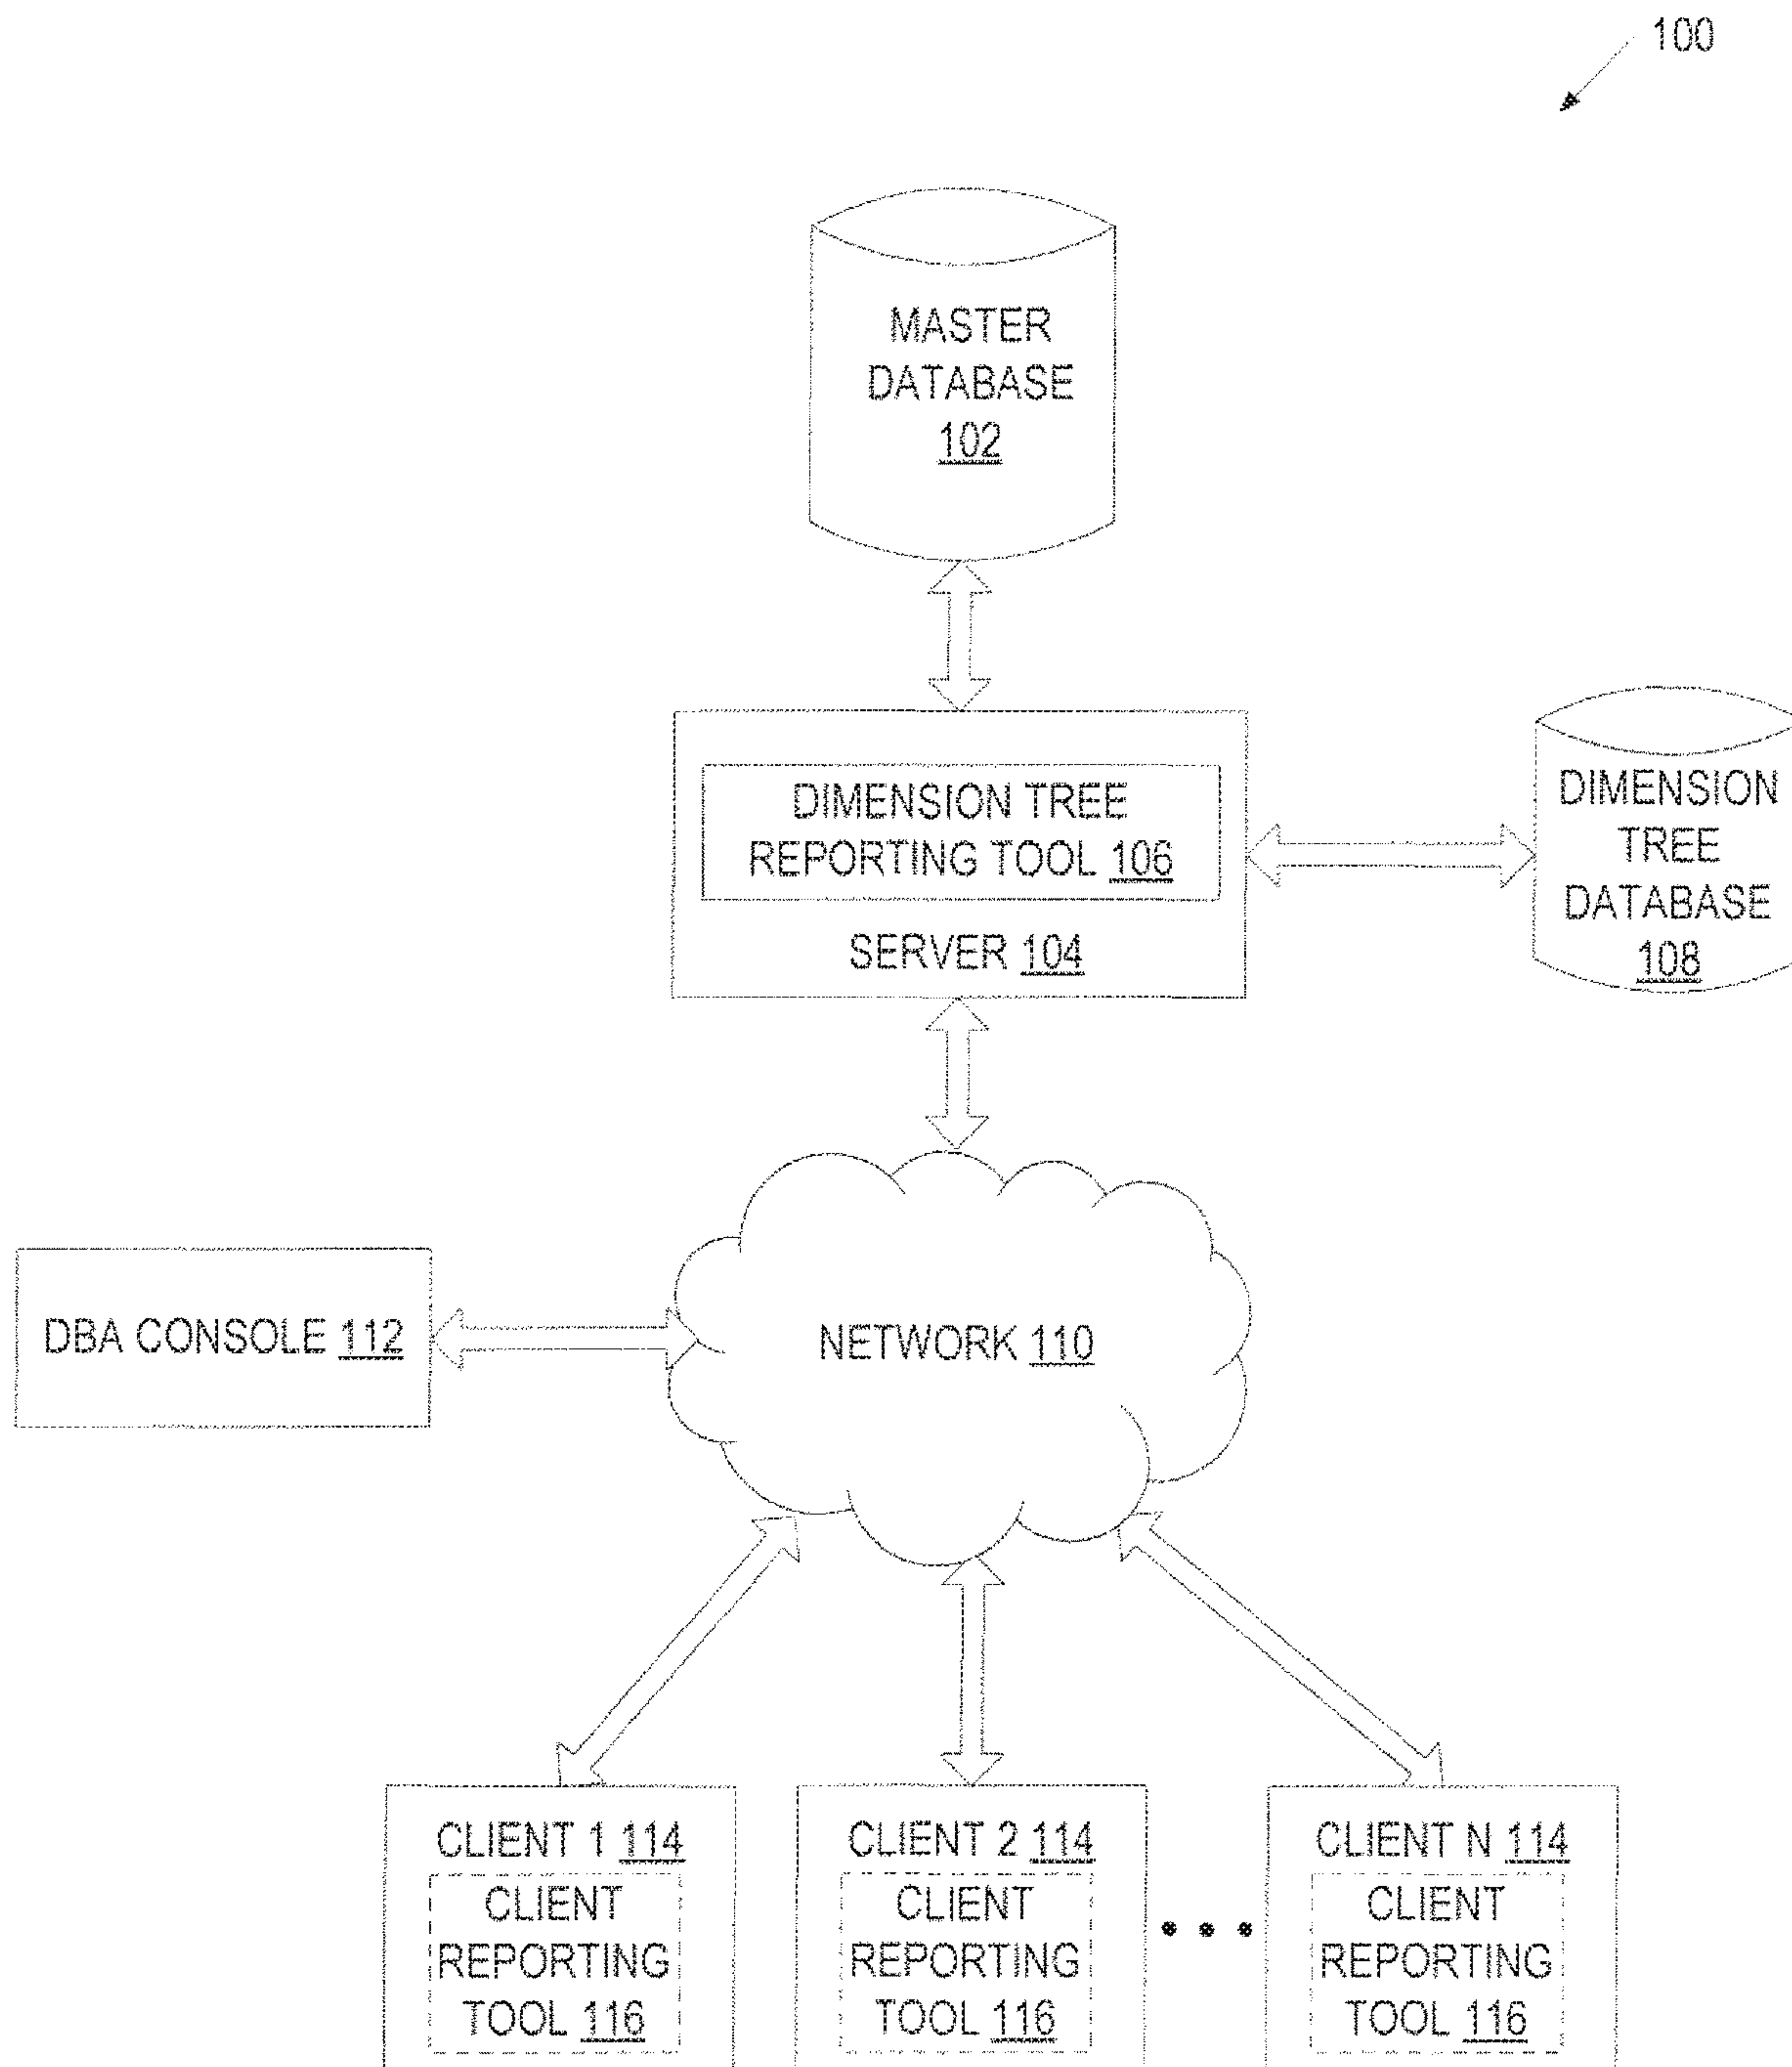 100
MASTER
DATABASE
102
DIMENSION TREE
REPORTING TOOL 106
SERVER 104
DIMENSION
TREE
DATABASE
108
DBA CONSOLE 112
NETWORK 110
CLIENT 1 114
CLIENT
REPORTING
TOOL 116
CLIENT 2 114
CLIENT
REPORTING
TOOL 116
CLIENT N 114
CLIENT
REPORTING
TOOL 116